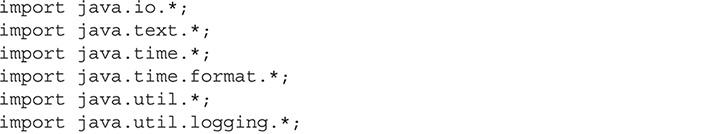 import java.io.*;
import java.text.*;
import java.time.*;
import java.time.format.*;
import java.util.*;
import java.util.logging.*;